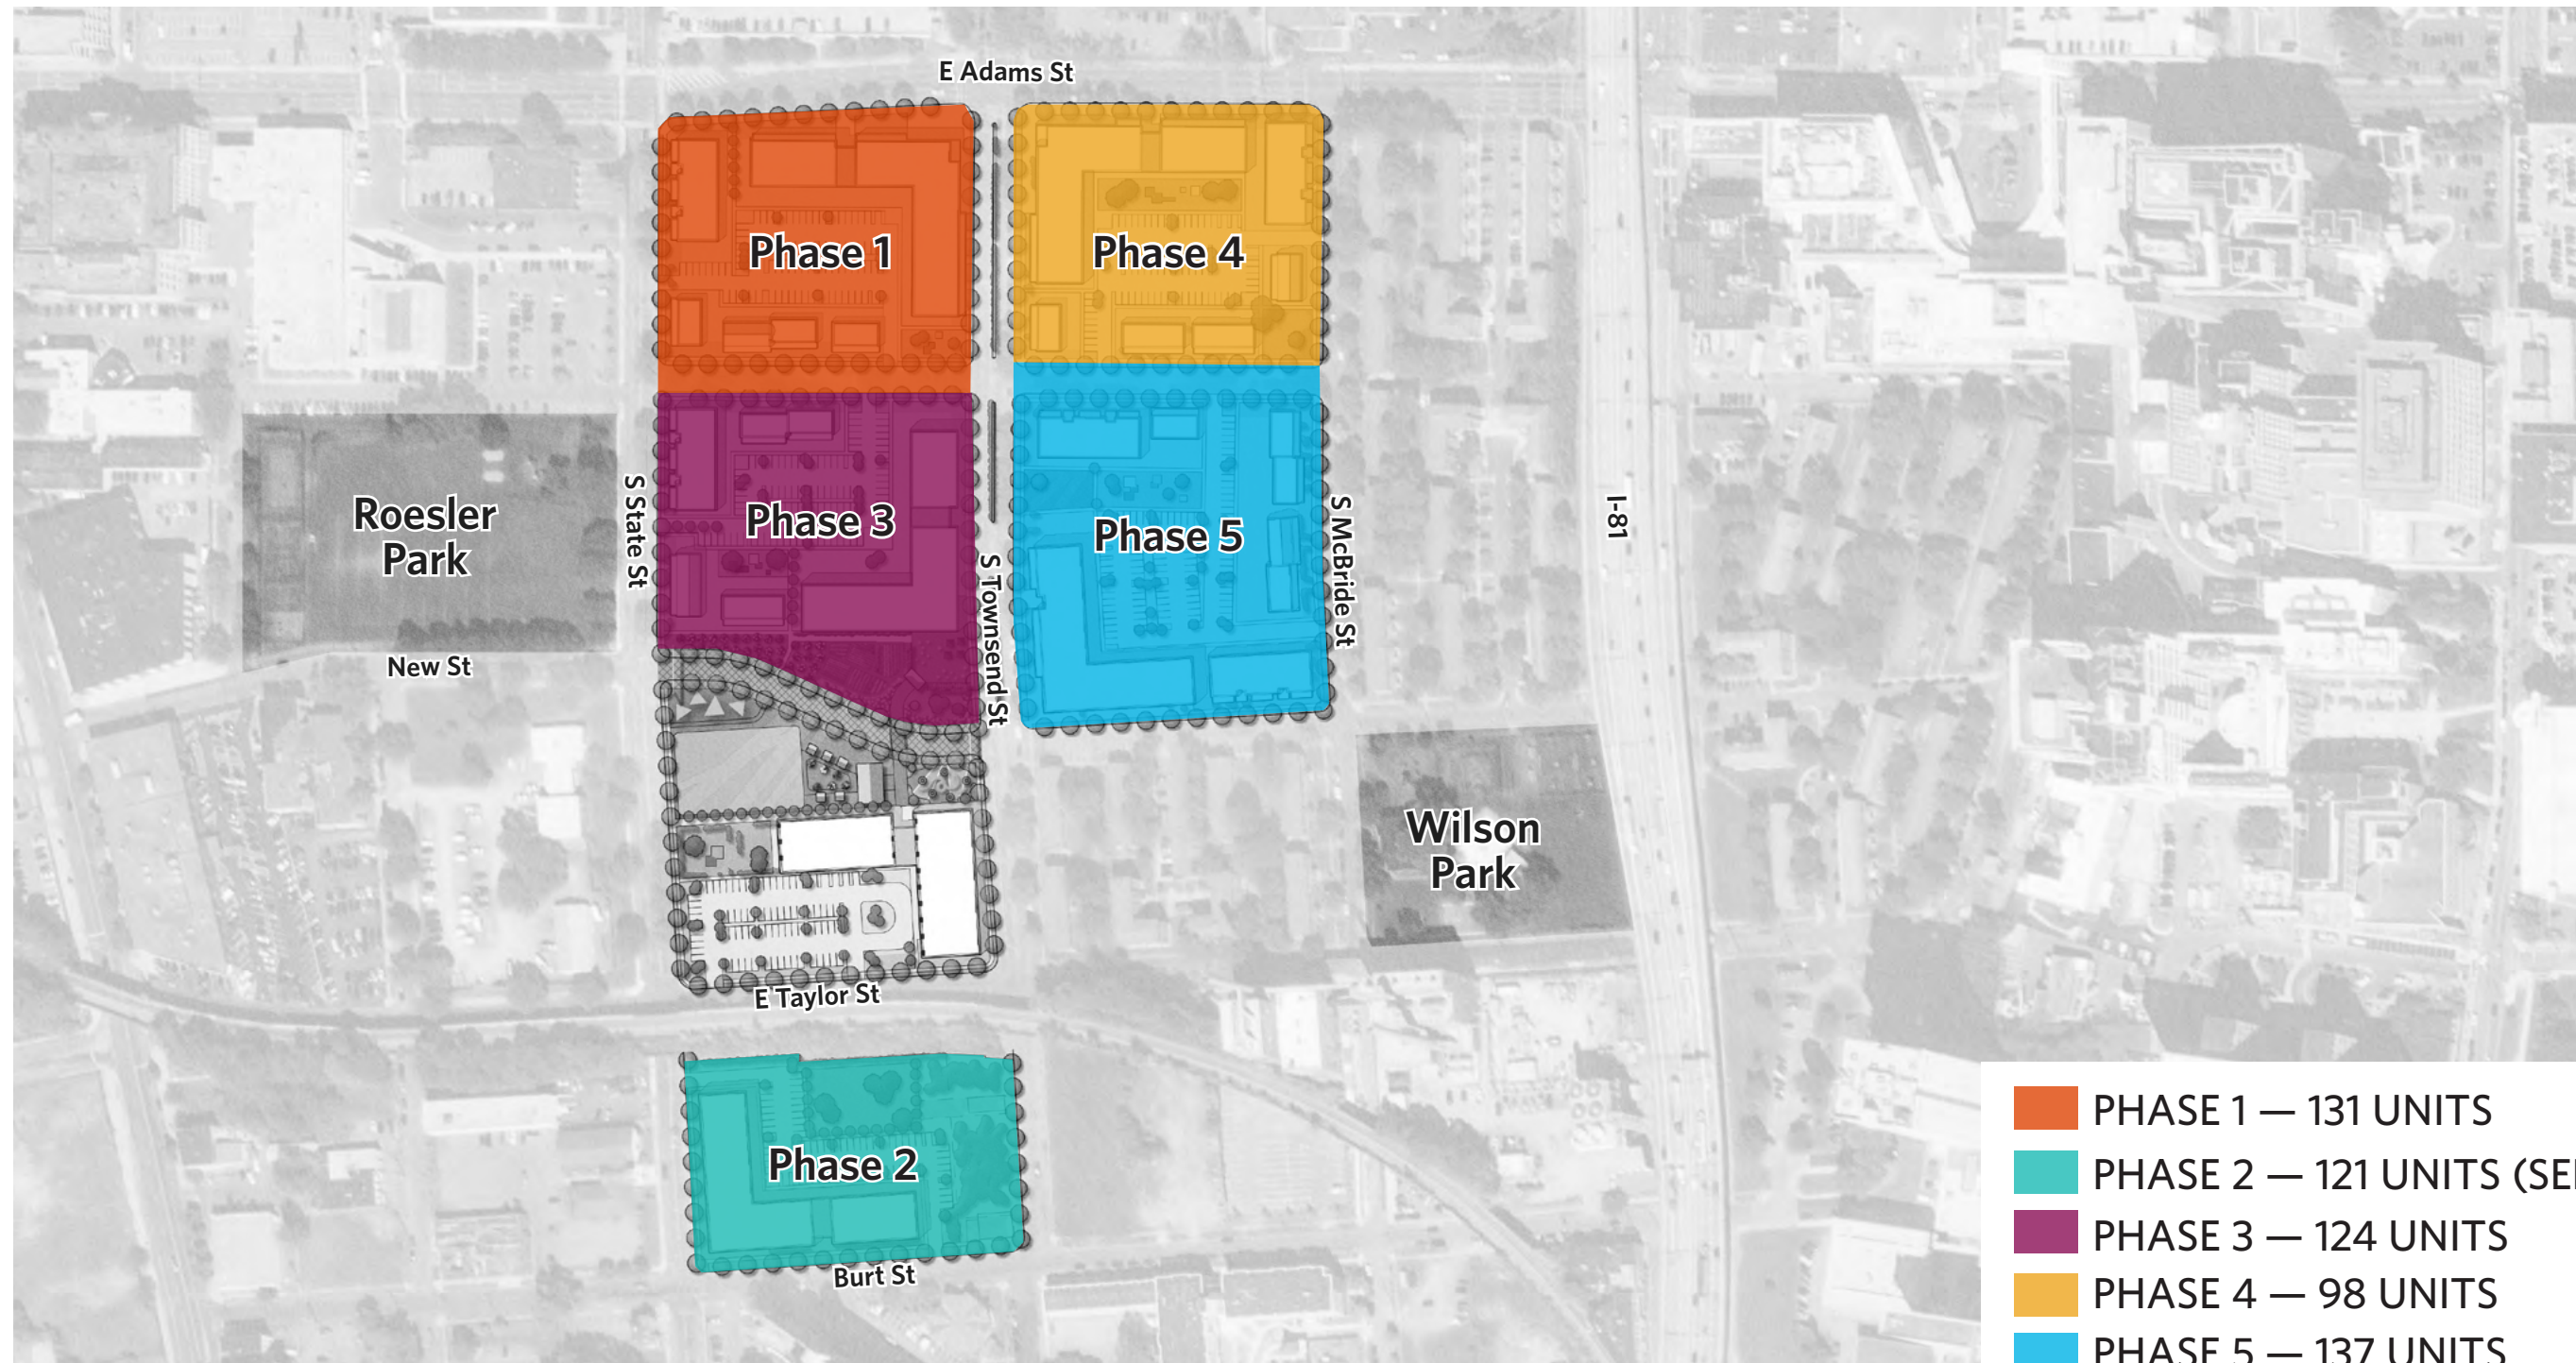 E Adams St
Phase 1
Phase 4
Roesler
Park
S State St
Phase 3
Phase 5
S McBride St
I-81
S Townsend St
New St
Wilson
Park
E Taylor St
Phase 2
Burt St
PHASE 1 — 131 UNITS
PHASE 2 — 121 UNITS
PHASE 3 — 124 UNITS
PHASE 4 — 98 UNITS
PHASE 5 — 137 UNITS